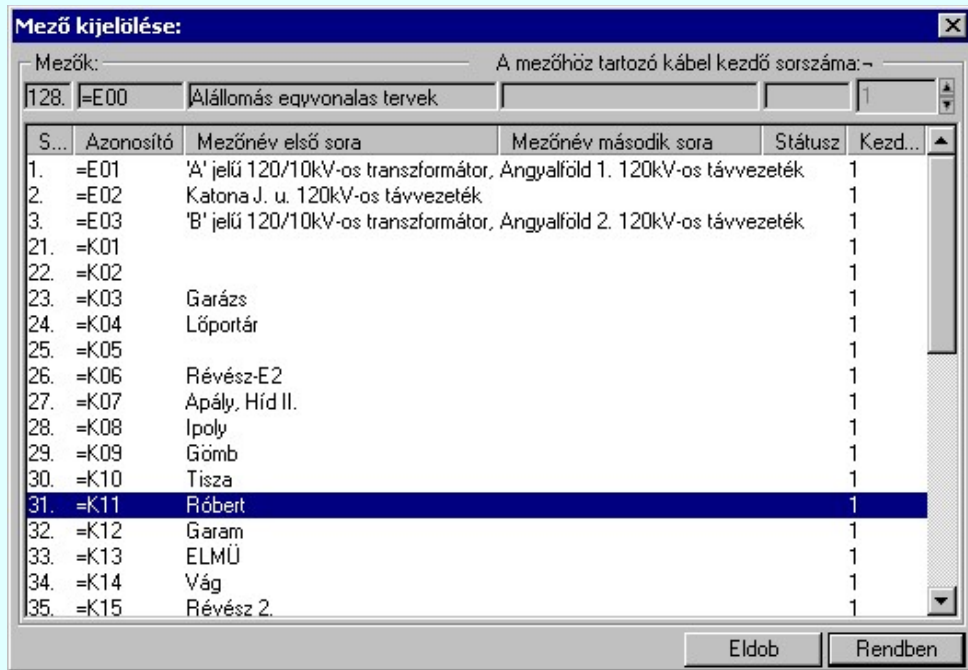 Mező kijelölése:
Mezők: A mezőhöz tartozó kábel kezdő sorszáma:¬
128. =E00 Alállomás egyvonalas tervek 1
S... Azonosító Mezőnév első sora Mezőnév második sora Státusz Kezd...
1. =E01 'A' jelű 120/10kV-os transzformátor, Angyalföld 1. 120kV-os távvezeték 1
2. =E02 Katona J. u. 120kV-os távvezeték 1
3. =E03 'B' jelű 120/10kV-os transzformátor, Angyalföld 2. 120kV-os távvezeték 1
21. =K01 1
22. =K02 1
23. =K03 Garázs 1
24. =K04 Lőportár 1
25. =K05 1
26. =K06 Révész-E2 1
27. =K07 Apály, Híd II. 1
28. =K08 Ipoly 1
29. =K09 Gömb 1
30. =K10 Tisza 1
31. =K11 Róbert 1
32. =K12 Garam 1
33. =K13 ELMÜ 1
34. =K14 Vág 1
35. =K15 Révész 2. 1
Eldob Rendben